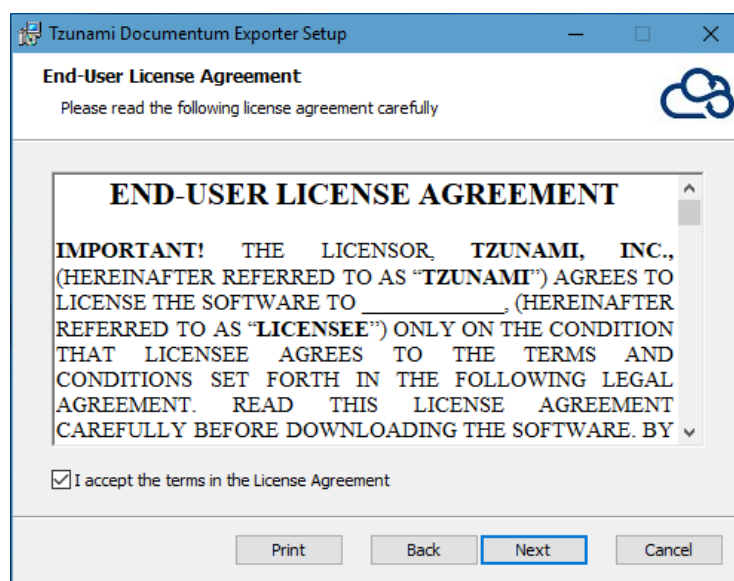 Tzunami Documentum Exporter Setup
End-User License Agreement
Please read the following license agreement carefully
END-USER LICENSE AGREEMENT
IMPORTANT! THE LICENSOR, TZUNAMI, INC.,
(HEREINAFTER REFERRED TO AS “TZUNAMI”) AGREES TO
LICENSE THE SOFTWARE TO ____________, (HEREINAFTER
REFERRED TO AS “LICENSEE”) ONLY ON THE CONDITION
THAT LICENSEE AGREES TO THE TERMS AND
CONDITIONS SET FORTH IN THE FOLLOWING LEGAL
AGREEMENT. READ THIS LICENSE AGREEMENT
CAREFULLY BEFORE DOWNLOADING THE SOFTWARE. BY
I accept the terms in the License Agreement
Print Back Next Cancel